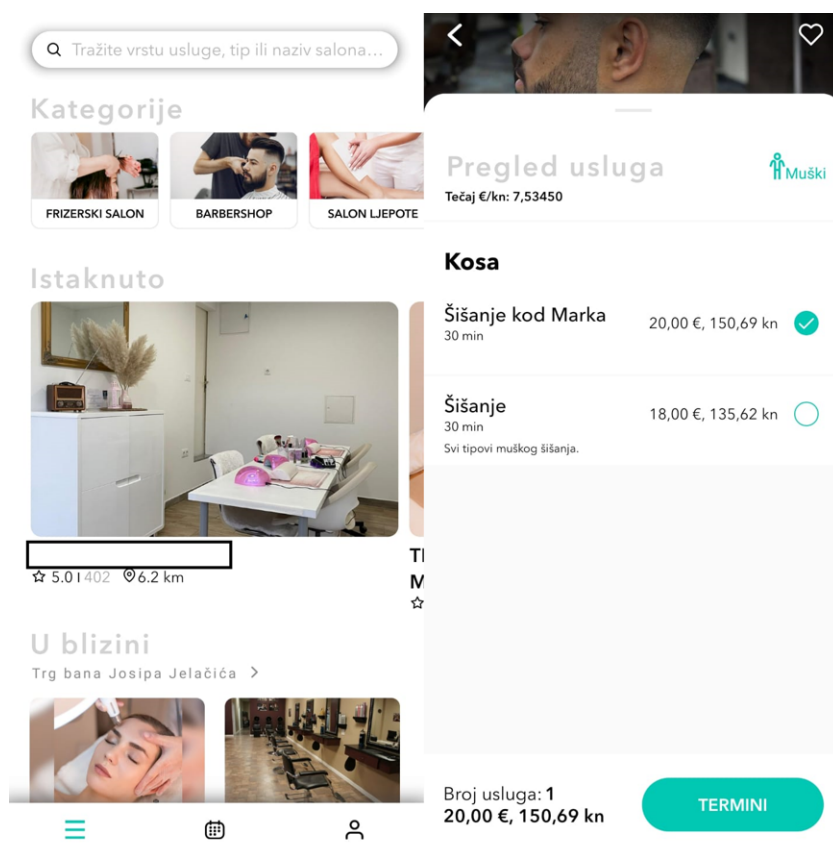 Tražite vrstu usluge, tip ili naziv salona...
Kategorije
FRIZERSKI SALON
BARBERSHOP
SALON LJEPOTE
Istaknuto
5.0 | 402 6.2 km
U blizini
Trg bana Josipa Jelačića >
Pregled usluga
Muški
Tečaj €/kn: 7,53450
Kosa
Šišanje kod Marka
30 min
20,00 €, 150,69 kn
Šišanje
30 min
Svi tipovi muškog šišanja.
18,00 €, 135,62 kn
Broj usluga: 1
20,00 €, 150,69 kn
TERMINI